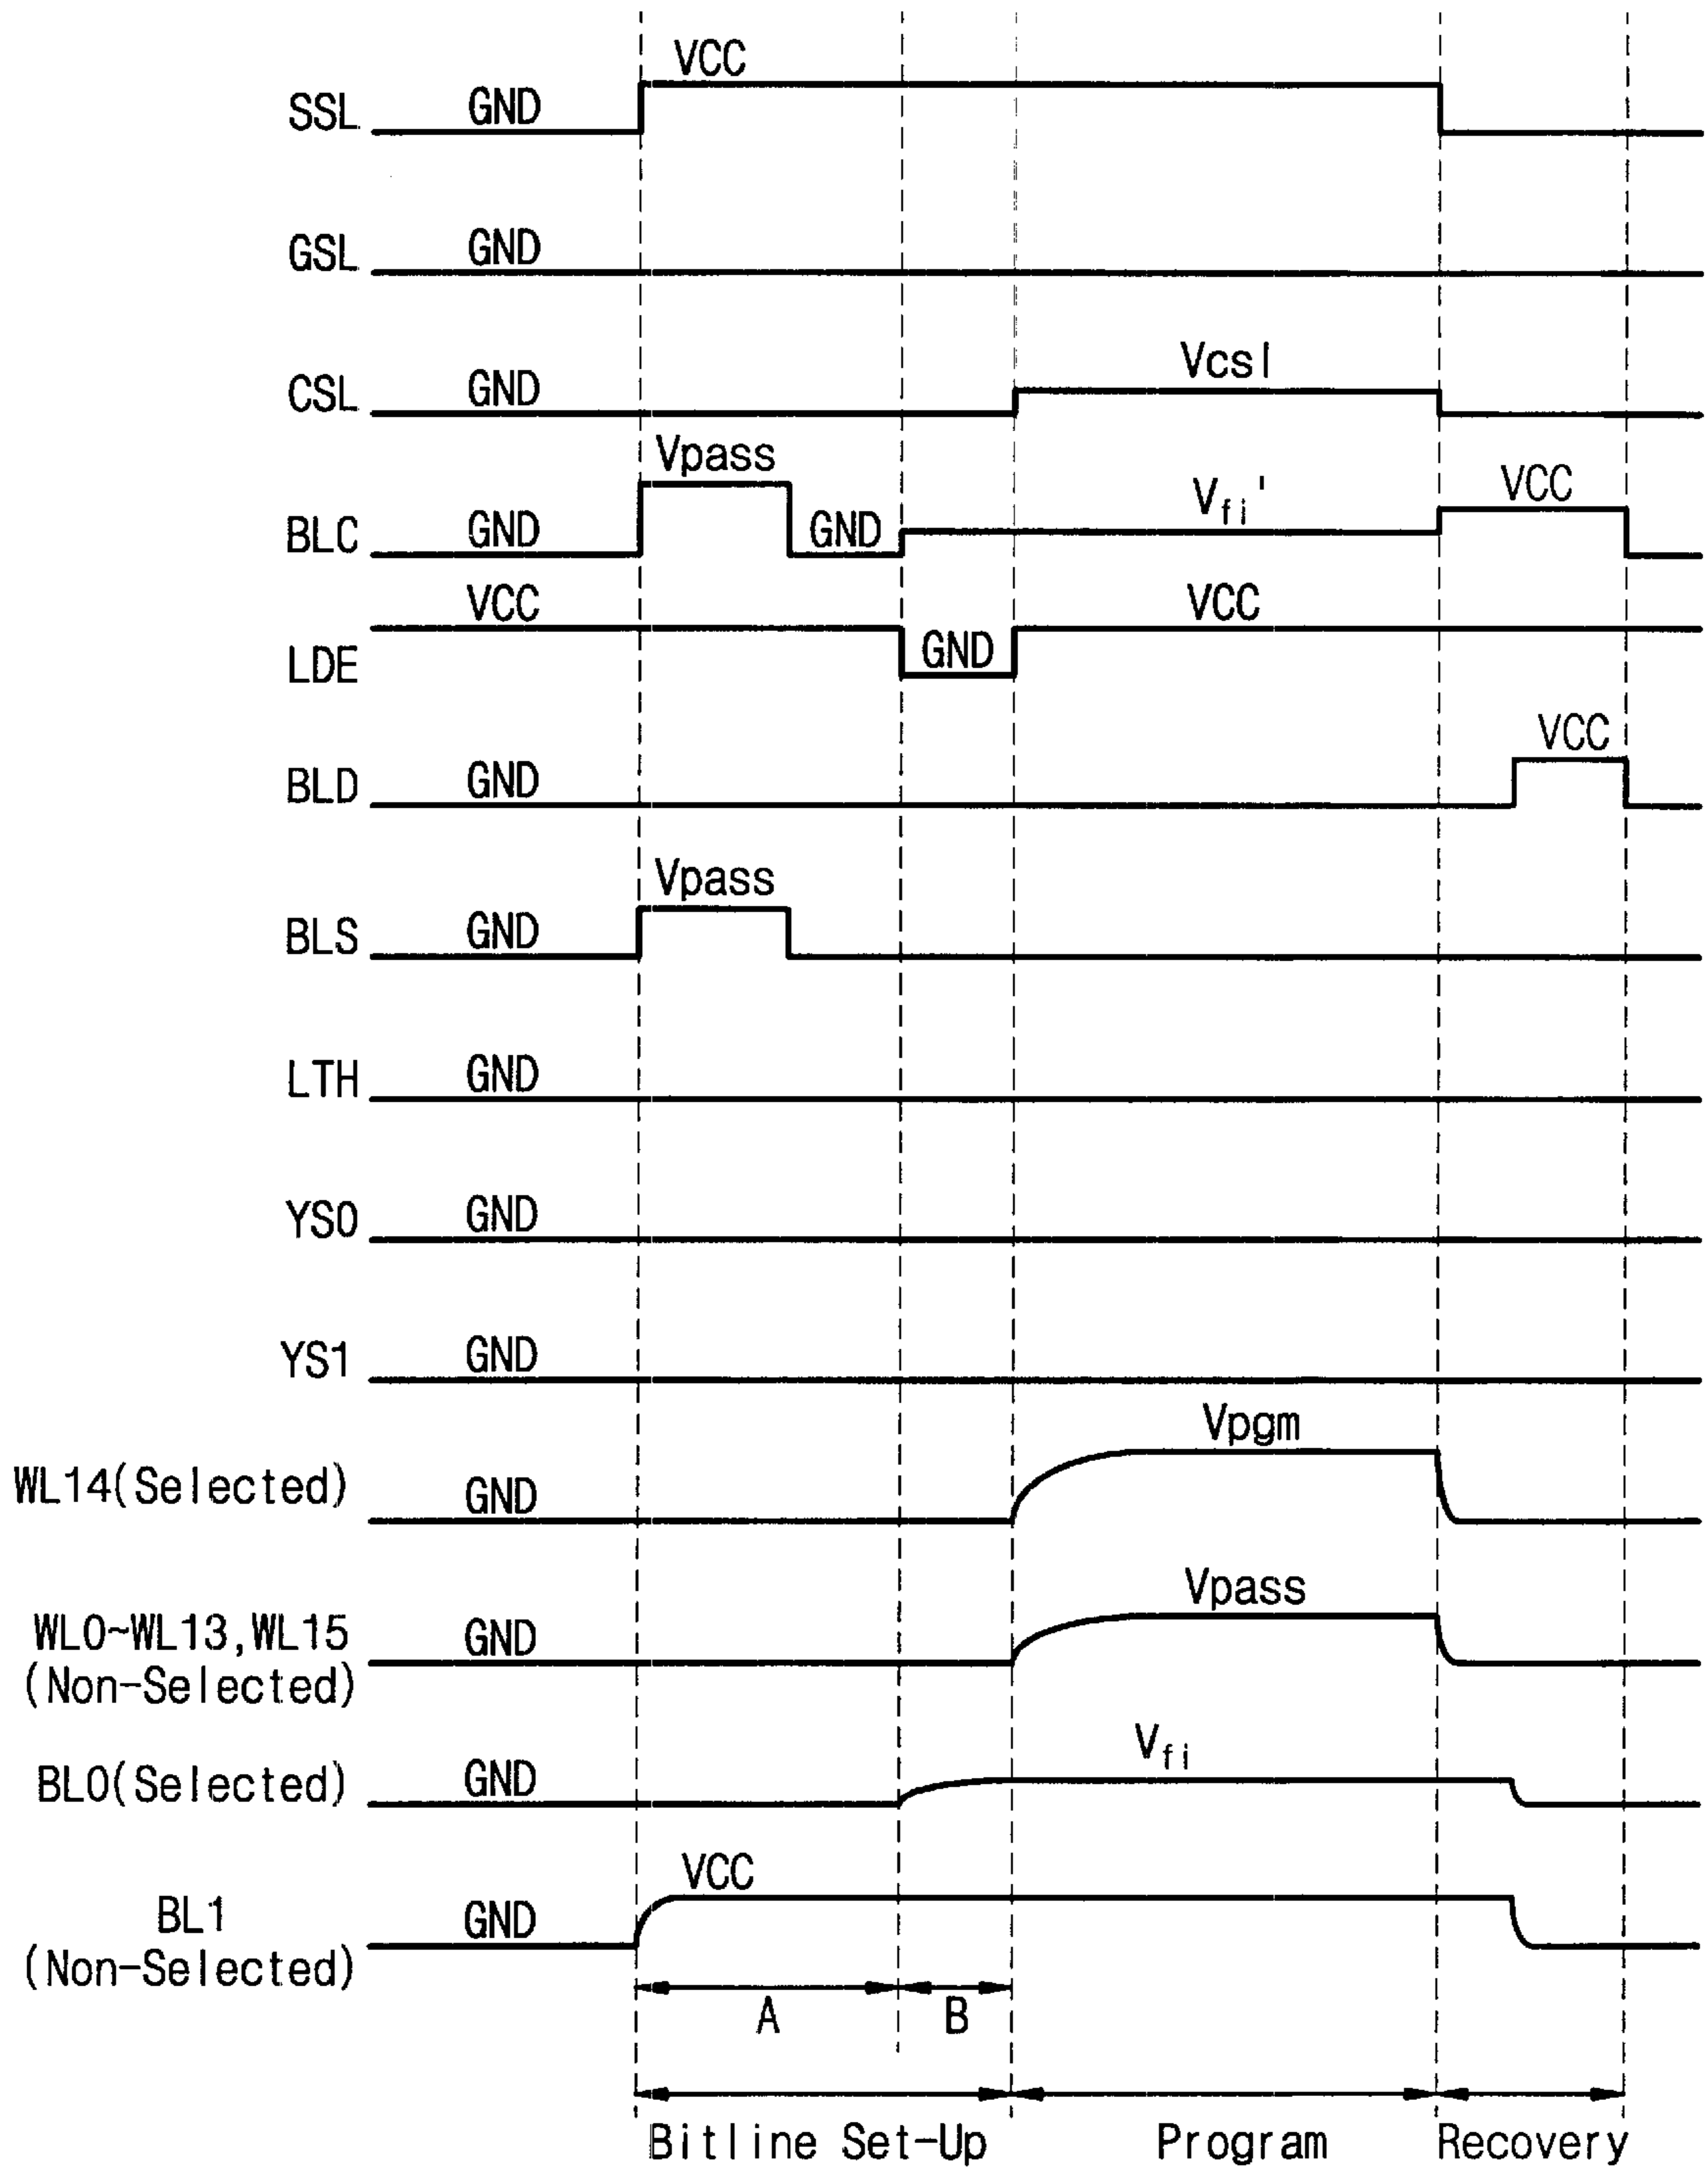 VCC
SSL GND
GSL GND
Vcsl
CSL GND
Vpass
Vfi' VCC
BLC GND GND
VCC VCC
LDE GND
VCC
BLD GND
Vpass
BLS GND
LTH GND
YS0 GND
YS1 GND
Vpgm
WL14(Selected) GND
Vpass
WL0~WL13,WL15 GND
(Non-Selected)
Vfi
BL0(Selected) GND
VCC
BL1 GND
(Non-Selected)
A B
Bitline Set-Up Program Recovery